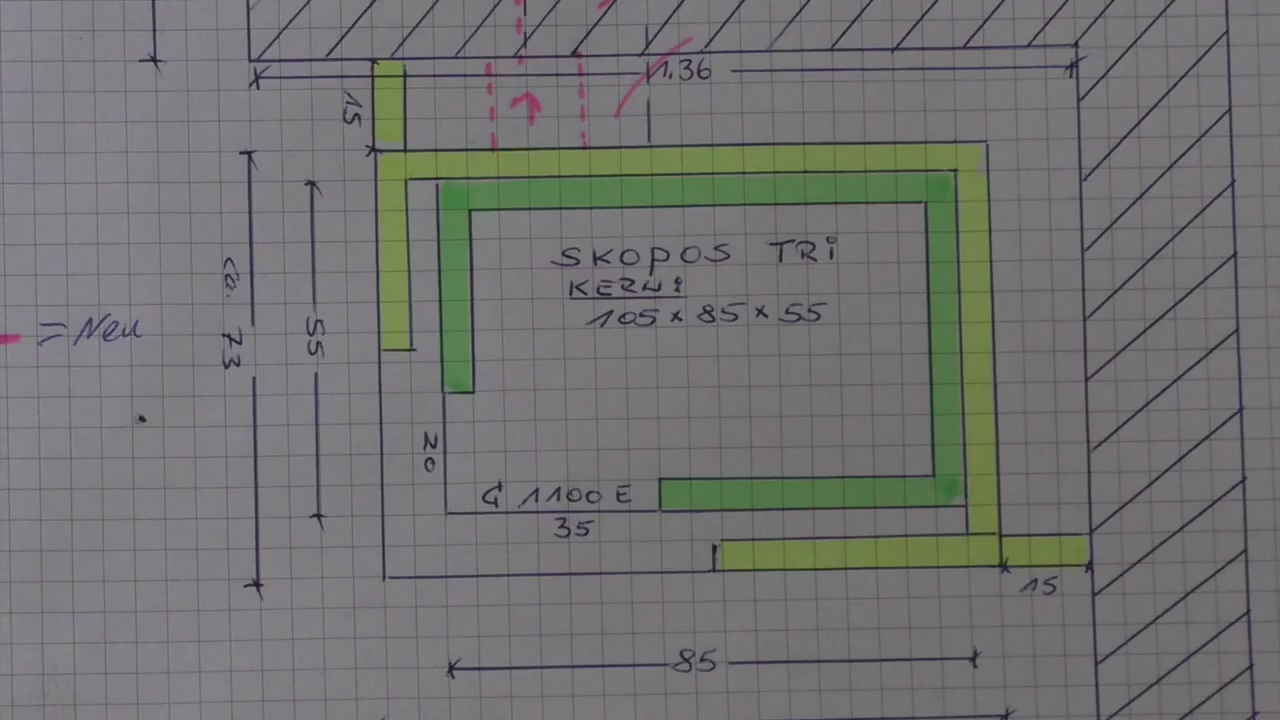 1.36
15
SKOPOS TRi
KERN:
105 × 85 × 55
ca. 73
55
= Neu
20
G 1100 E
35
15
85